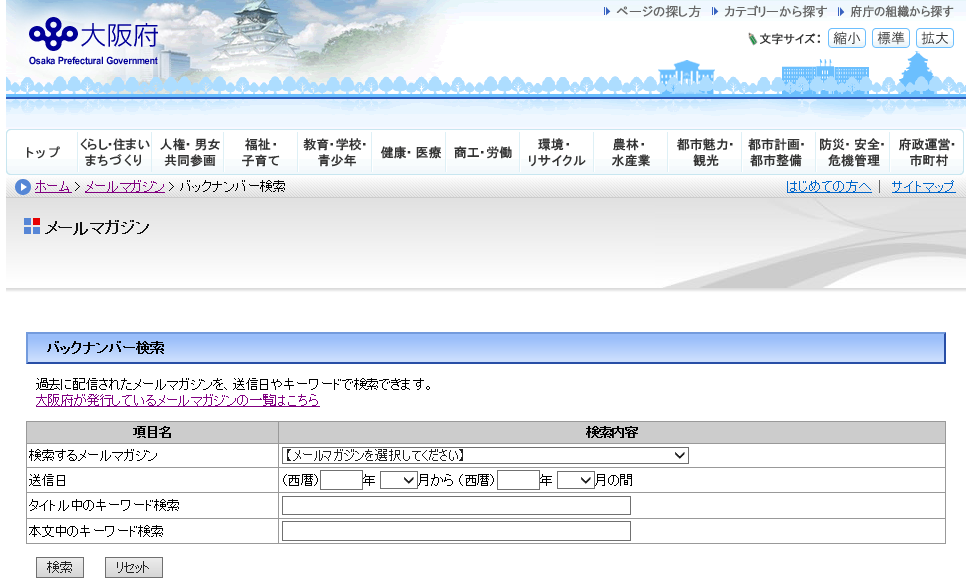 ページの探し方 カテゴリーから探す 府庁の組織から探す
大阪府
Osaka Prefectural Government
文字サイズ： 縮小 標準 拡大
トップ
くらし・住まい
まちづくり
人権・男女
共同参画
福祉・
子育て
教育・学校・
青少年
健康・医療
商工・労働
環境・
リサイクル
農林・
水産業
都市魅力・
観光
都市計画・
都市整備
防災・安全・
危機管理
府政運営・
市町村
ホーム > メールマガジン > バックナンバー検索
はじめての方へ | サイトマップ
メールマガジン
バックナンバー検索
過去に配信されたメールマガジンを、送信日やキーワードで検索できます。
大阪府が発行しているメールマガジンの一覧はこちら
項目名 検索内容
検索するメールマガジン 【メールマガジンを選択してください】
送信日 (西暦) 年 月から (西暦) 年 月の間
タイトル中のキーワード検索
本文中のキーワード検索
検索 リセット